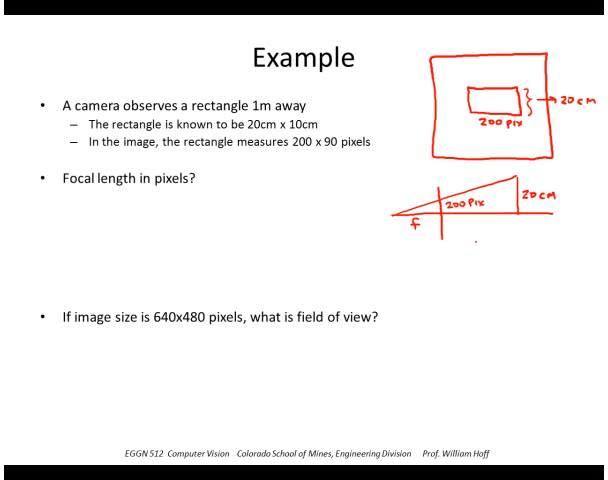 Example
• A camera observes a rectangle 1m away
– The rectangle is known to be 20cm x 10cm
– In the image, the rectangle measures 200 x 90 pixels
• Focal length in pixels?
• If image size is 640x480 pixels, what is field of view?
20 cm
200 pix
200 pix
20 cm
f
EGGN 512 Computer Vision Colorado School of Mines, Engineering Division Prof. William Hoff